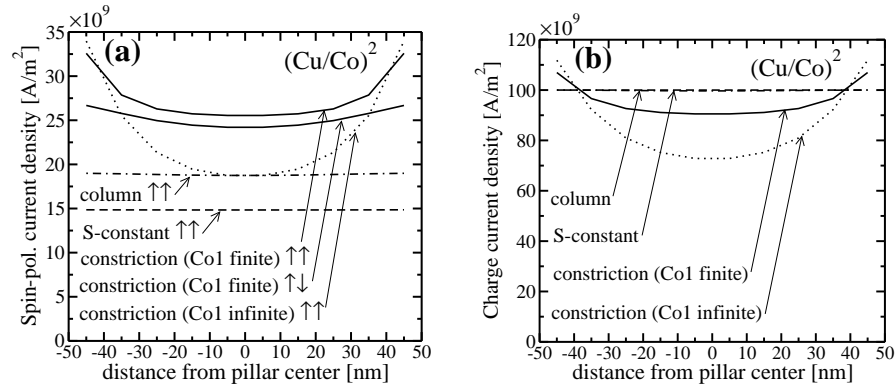 ×10⁹
35
30
25
20
15
10
5
0
Spin-pol. current density [A/m²]
(a)
(Cu/Co)²
column ↑↑
S-constant ↑↑
constriction (Co1 finite) ↑↑
constriction (Co1 finite) ↑↓
constriction (Co1 infinite) ↑↑
-50 -40 -30 -20 -10 0 10 20 30 40 50
distance from pillar center [nm]
×10⁹
120
100
80
60
40
20
0
Charge current density [A/m²]
(b)
(Cu/Co)²
column
S-constant
constriction (Co1 finite)
constriction (Co1 infinite)
-50 -40 -30 -20 -10 0 10 20 30 40 50
distance from pillar center [nm]